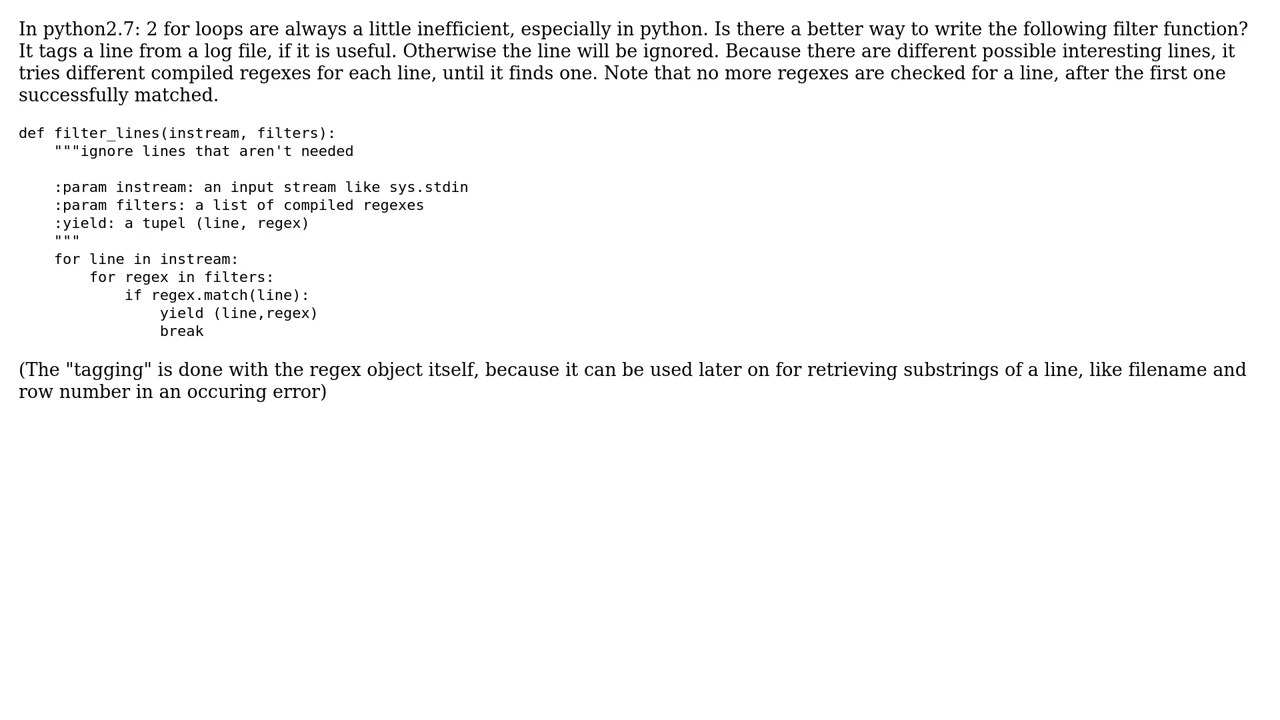 In python2.7: 2 for loops are always a little inefficient, especially in python. Is there a better way to write the following filter function?
It tags a line from a log file, if it is useful. Otherwise the line will be ignored. Because there are different possible interesting lines, it
tries different compiled regexes for each line, until it finds one. Note that no more regexes are checked for a line, after the first one
successfully matched.
def filter_lines(instream, filters):
    """ignore lines that aren't needed
    :param instream: an input stream like sys.stdin
    :param filters: a list of compiled regexes
    :yield: a tupel (line, regex)
    """
    for line in instream:
        for regex in filters:
            if regex.match(line):
                yield (line,regex)
                break
(The "tagging" is done with the regex object itself, because it can be used later on for retrieving substrings of a line, like filename and
row number in an occuring error)